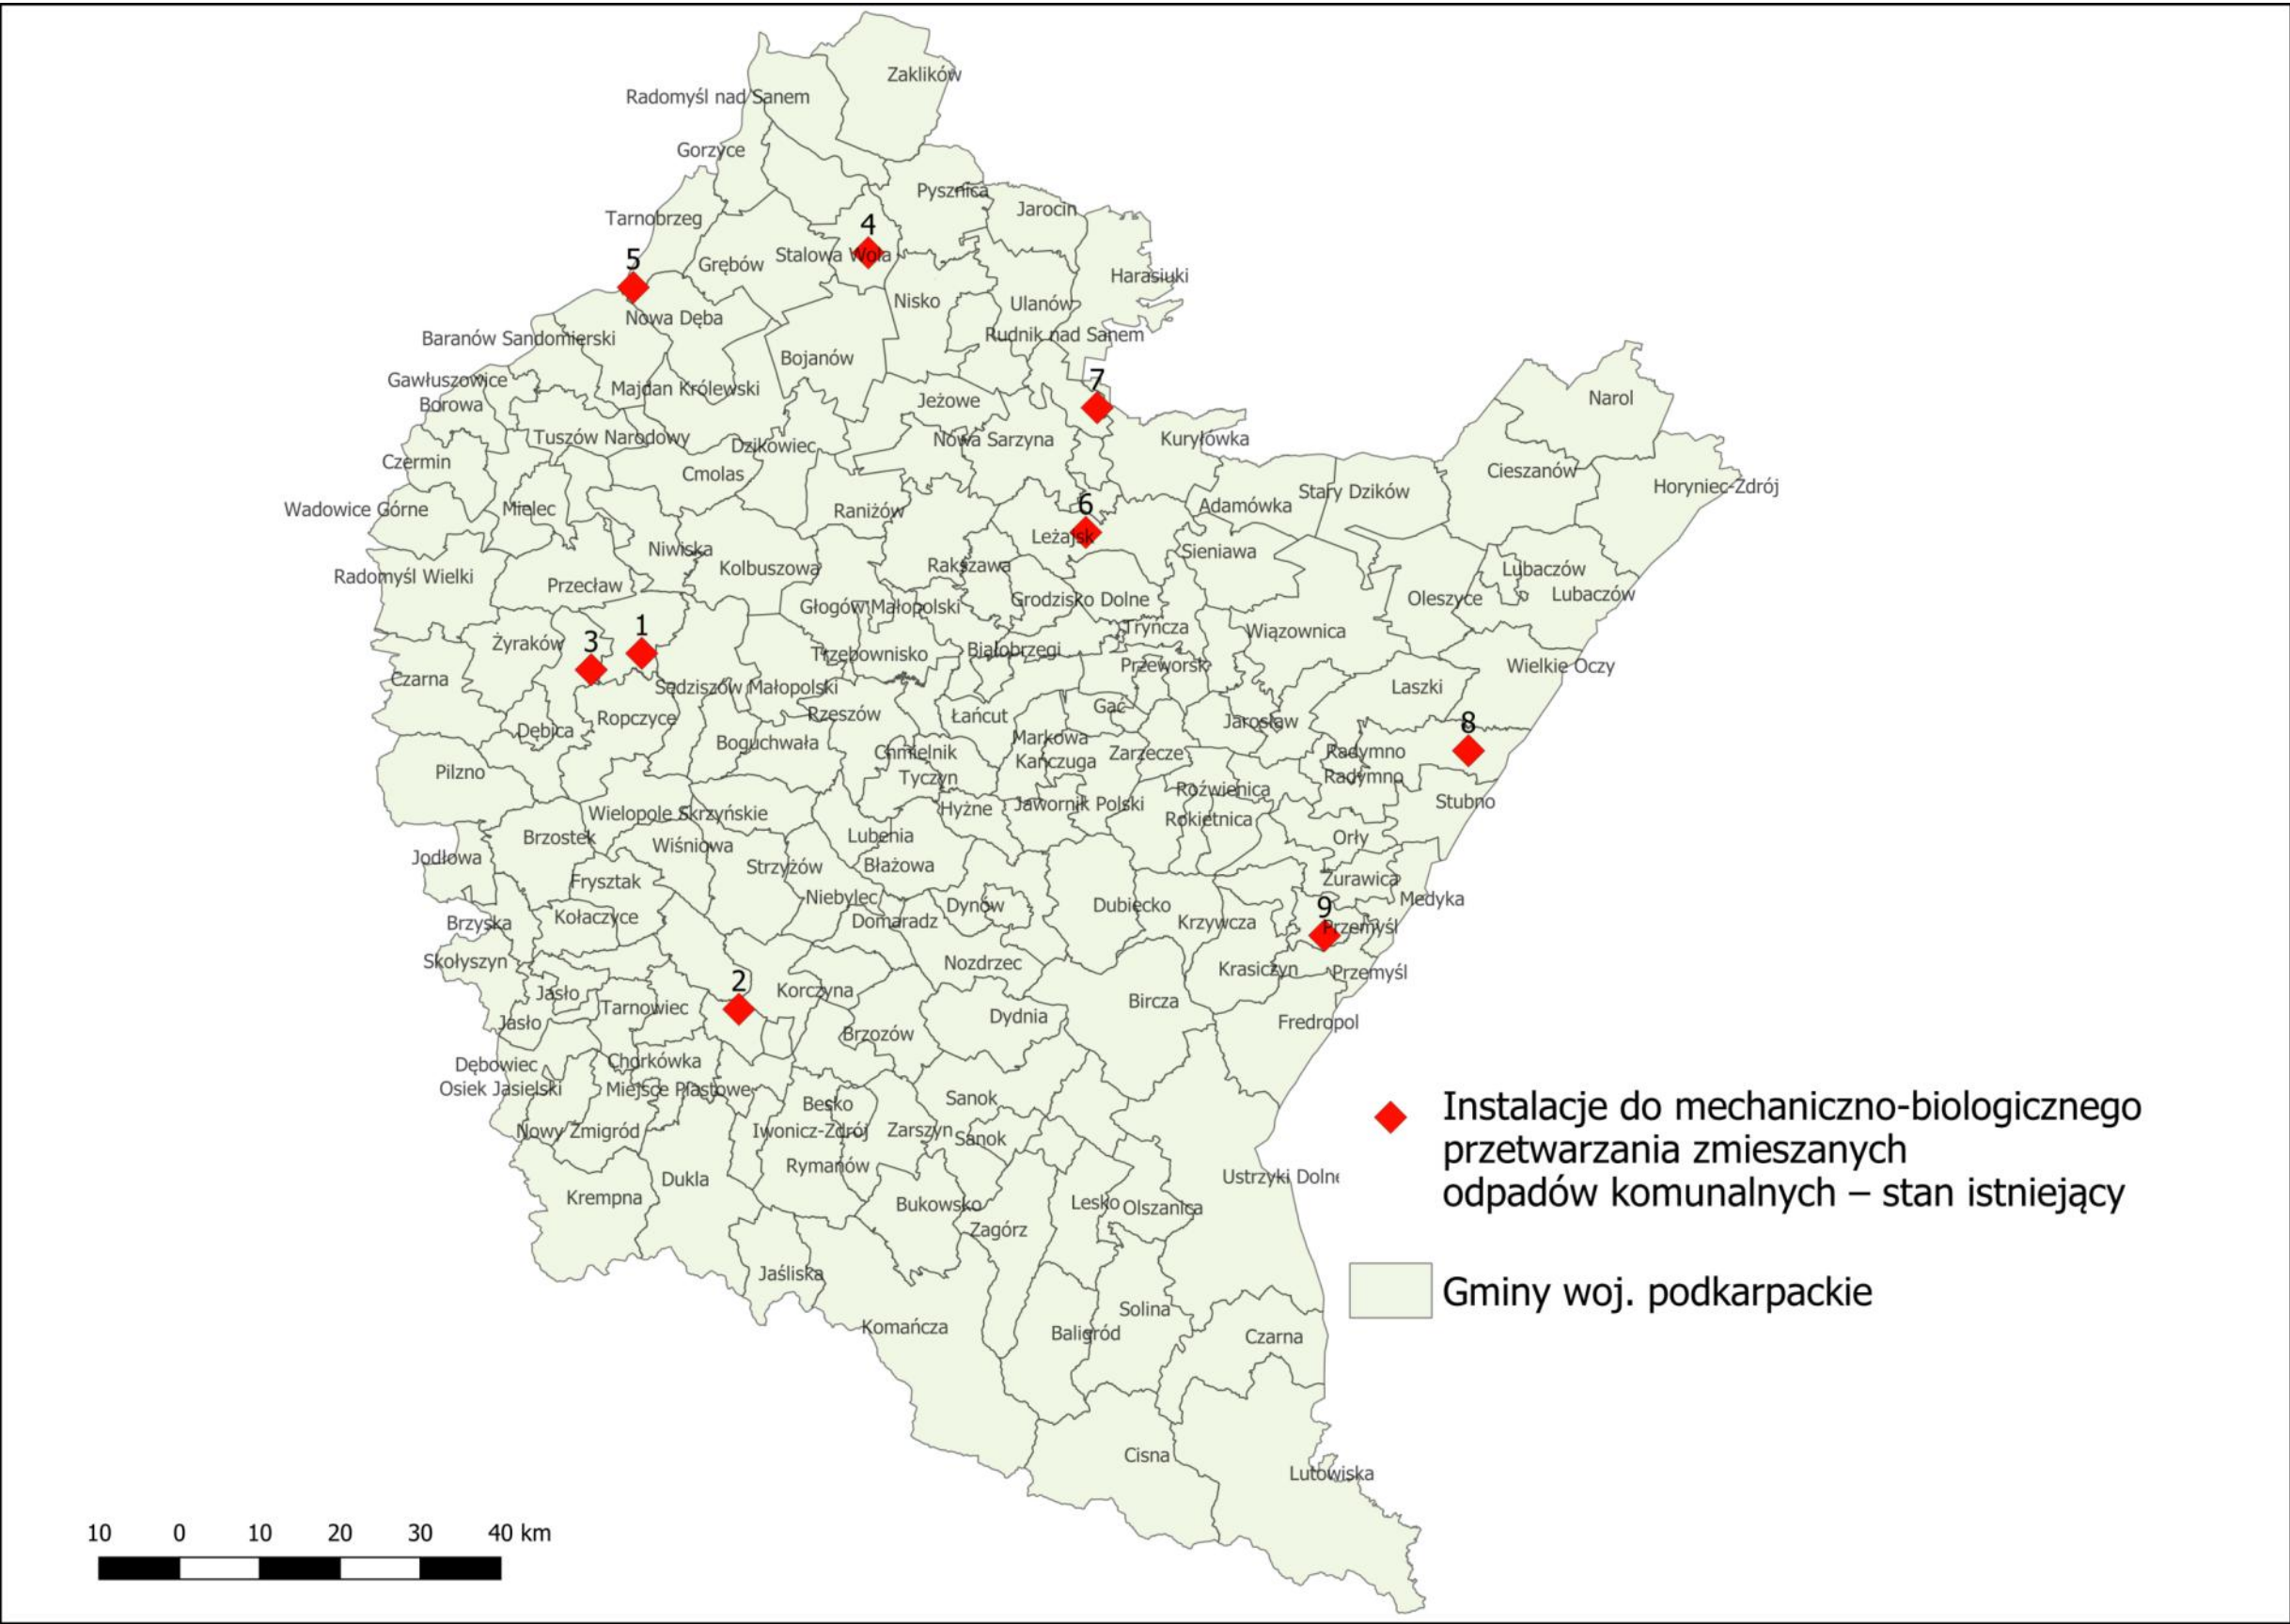 Zaklików
Radomyśl nad Sanem
Gorzyce
Pysznica
Jarocin
Tarnobrzeg
4
Stalowa Wola
Grębów
5
Harasiuki
Nisko
Ulanów
Nowa Dęba
Rudnik nad Sanem
Baranów Sandomierski
Bojanów
Gawłuszowice
Majdan Królewski
7
Jeżowe
Narol
Borowa
Tuszów Narodowy
Dzikowiec
Nowa Sarzyna
Kuryłówka
Czermin
Cmolas
Cieszanów
Horyniec-Zdrój
Stary Dzików
Wadowice Górne
Mielec
Raniżów
6
Adamówka
Leżajsk
Niwiska
Sieniawa
Kolbuszowa
Rakszawa
Lubaczów
Radomyśl Wielki
Przecław
Lubaczów
Głogów Małopolski
Grodzisko Dolne
Oleszyce
1
Tryńcza
Wiązownica
Żyraków
3
Trzebownisko
Białobrzegi
Przeworsk
Wielkie Oczy
Czarna
Sędziszów Małopolski
Laszki
Ropczyce
Rzeszów
Łańcut
Gać
Jarosław
8
Dębica
Boguchwała
Chmielnik
Markowa
Kańczuga
Zarzecze
Radymno
Pilzno
Tyczyn
Radymno
Roźwienica
Stubno
Wielopole Skrzyńskie
Hyżne
Jawornik Polski
Rokietnica
Brzostek
Wiśniowa
Lubenia
Orły
Jodłowa
Strzyżów
Błażowa
Frysztak
Żurawica
Niebylec
Dynów
Dubiecko
Medyka
Brzyska
Kołaczyce
Domaradz
Krzywcza
9
Przemyśl
Skołyszyn
Nozdrzec
Krasiczyn
Przemyśl
2
Jasło
Korczyna
Bircza
Tarnowiec
Jasło
Dydnia
Fredropol
Brzozów
Dębowiec
Chorkówka
Osiek Jasielski
Miejsce Piastowe
Besko
Sanok
Nowy Żmigród
Iwonicz-Zdrój
Zarszyn
Sanok
Rymanów
Dukla
Ustrzyki Dolne
Krempna
Bukowsko
Lesko
Olszanica
Zagórz
Jaśliska
Komańcza
Solina
Baligród
Czarna
Cisna
Lutowiska
Instalacje do mechaniczno-biologicznego
przetwarzania zmieszanych
odpadów komunalnych – stan istniejący
Gminy woj. podkarpackie
10 0 10 20 30 40 km